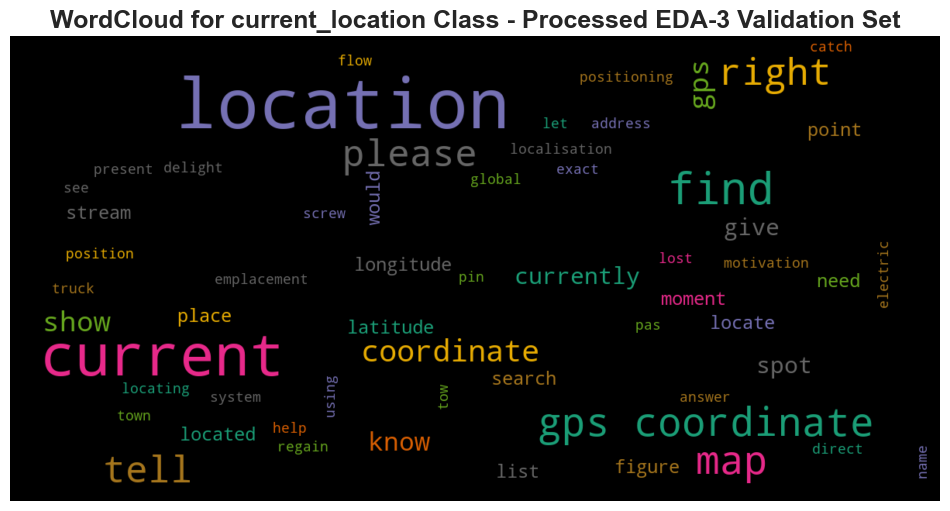 WordCloud for current_location Class - Processed EDA-3 Validation Set
catch
flow
right
positioning
gps
location
let
address
point
please
localisation
present
delight
exact
global
find
see
would
stream
screw
give
position
lost
motivation
longitude
electric
emplacement
pin
currently
need
truck
moment
show
place
latitude
pas
locate
current
coordinate
spot
search
locating
system
using
tow
answer
town
gps coordinate
help
located
regain
know
direct
tell
list
figure
map
name